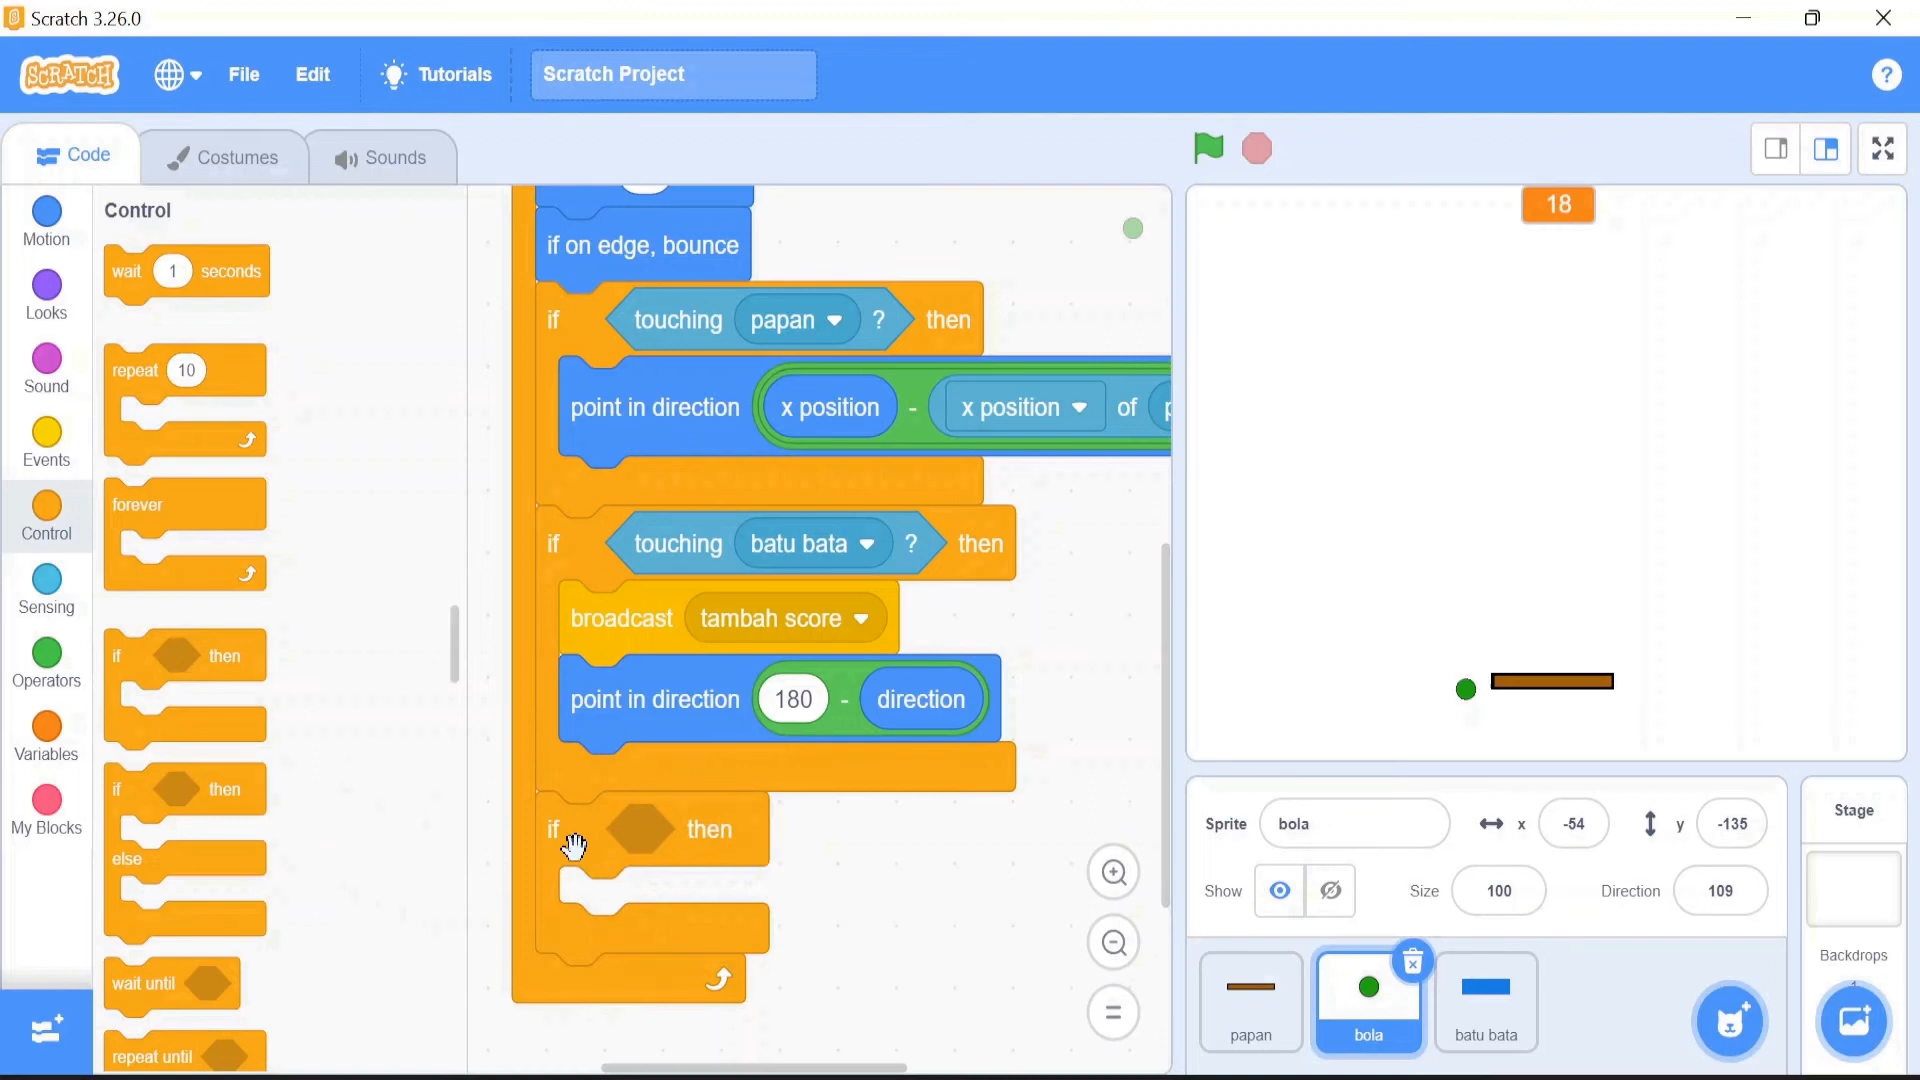 Scratch 3.26.0
SCRATCH
File
Edit
Tutorials
Scratch Project
?
Code
Costumes
Sounds
Motion
Looks
Sound
Events
Control
Sensing
Operators
Variables
My Blocks
Control
wait 1 seconds
repeat 10
forever
if then
if then
else
wait until
repeat until
if on edge, bounce
if touching papan ? then
point in direction x position - x position of
if touching batu bata ? then
broadcast tambah score
point in direction 180 - direction
if then
18
Sprite bola x -54 y -135
Show Size 100 Direction 109
papan
bola
batu bata
Stage
Backdrops